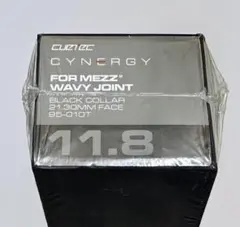 CUETEC
CYNERGY
FOR MEZZ®
WAVY JOINT
BLACK COLLAR
21.30MM FACE
95-010T
11.8